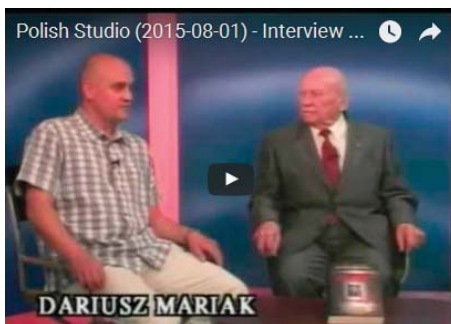 Polish Studio (2015-08-01) - Interview ...
DARIUSZ MARIAK